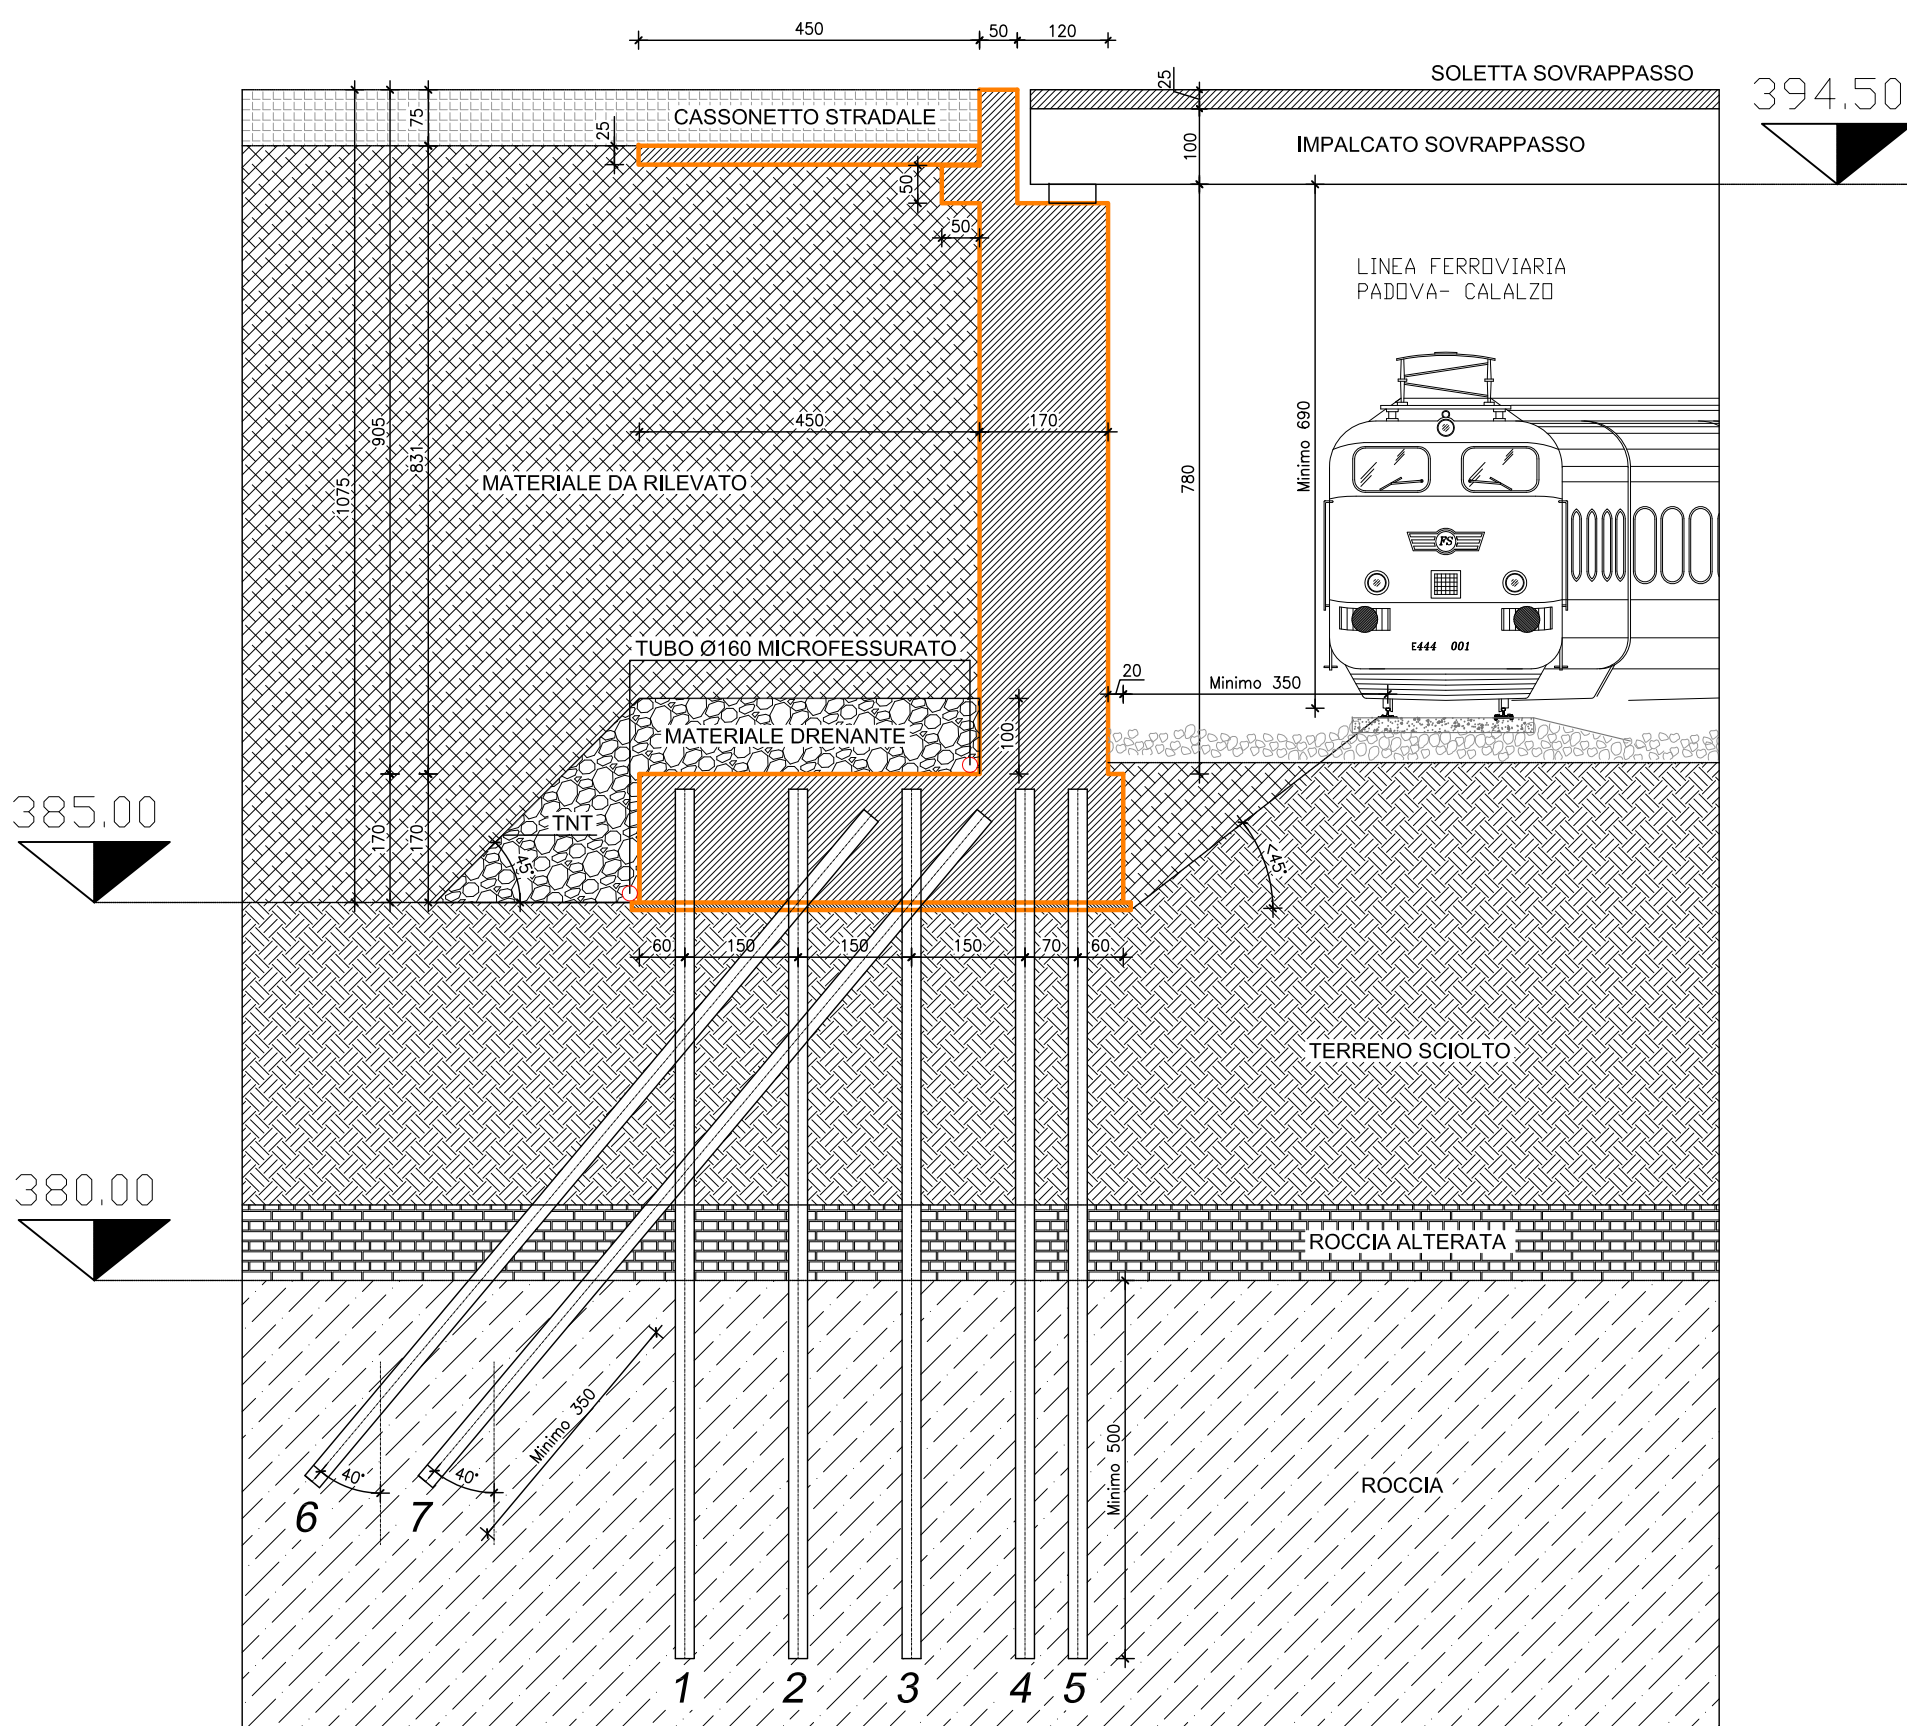 450
50
120
25
SOLETTA SOVRAPPASSO
394.50
75
CASSONETTO STRADALE
25
100
IMPALCATO SOVRAPPASSO
50
50
LINEA FERROVIARIA
PADOVA- CALALZO
450
170
905
831
1075
MATERIALE DA RILEVATO
780
Minimo 690
FS
E444 001
TUBO Ø160 MICROFESSURATO
20
Minimo 350
MATERIALE DRENANTE
100
385.00
170
170
TNT
45°
<45°
60
150
150
150
70
60
TERRENO SCIOLTO
380.00
ROCCIA ALTERATA
Minimo 350
Minimo 500
40°
40°
ROCCIA
6
7
1
2
3
4
5